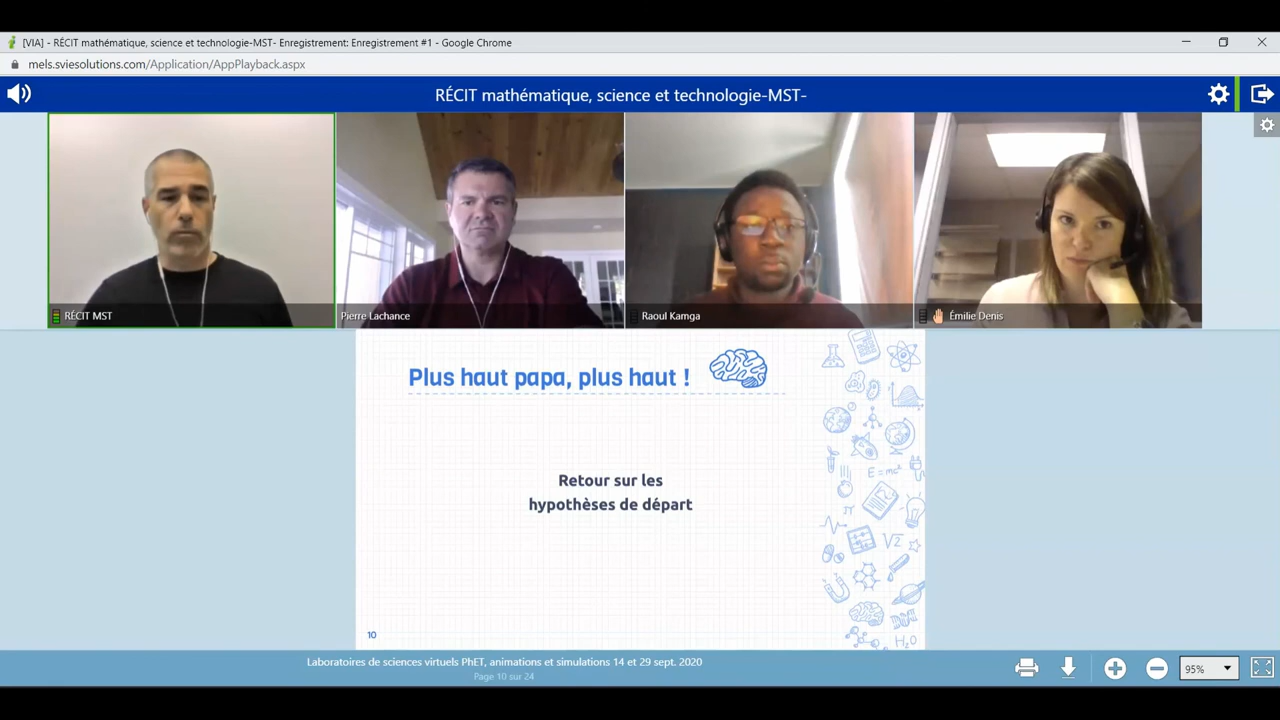 [VIA] - RÉCIT mathématique, science et technologie-MST- Enregistrement: Enregistrement #1 - Google Chrome
mels.sviesolutions.com/Application/AppPlayback.aspx
RÉCIT mathématique, science et technologie-MST-
RÉCIT MST
Pierre Lachance
Raoul Kamga
Émilie Denis
Plus haut papa, plus haut !
Retour sur les
hypothèses de départ
E=mc²
π
√2
H₂O
10
Laboratoires de sciences virtuels PhET, animations et simulations 14 et 29 sept. 2020
Page 10 sur 24
95%